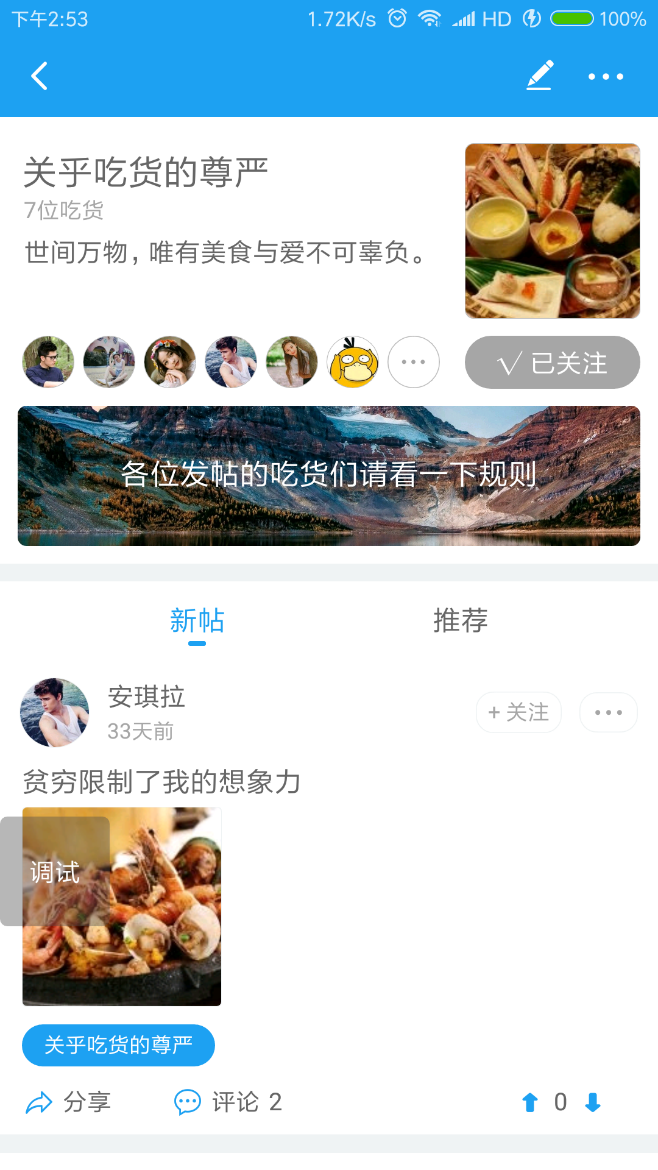 下午2:53 1.72K/s HD 100%
关乎吃货的尊严
7位吃货
世间万物，唯有美食与爱不可辜负。
√ 已关注
各位发帖的吃货们请看一下规则
新帖 推荐
安琪拉
33天前
+ 关注
贫穷限制了我的想象力
调试
关乎吃货的尊严
分享 评论 2 0